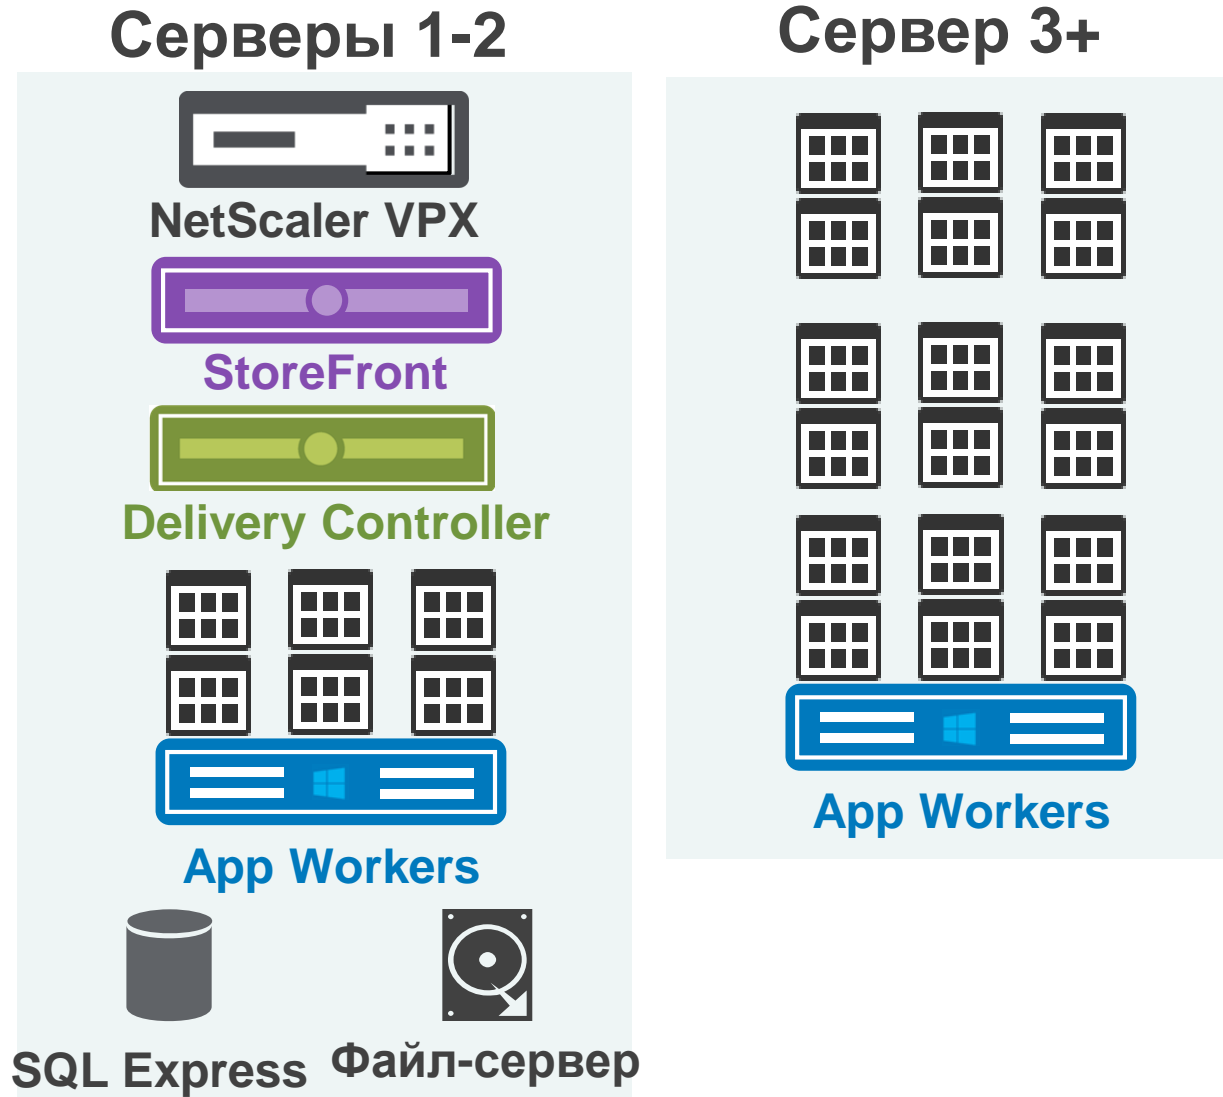 Серверы 1-2
NetScaler VPX
StoreFront
Delivery Controller
App Workers
SQL Express
Файл-сервер
Сервер 3+
App Workers